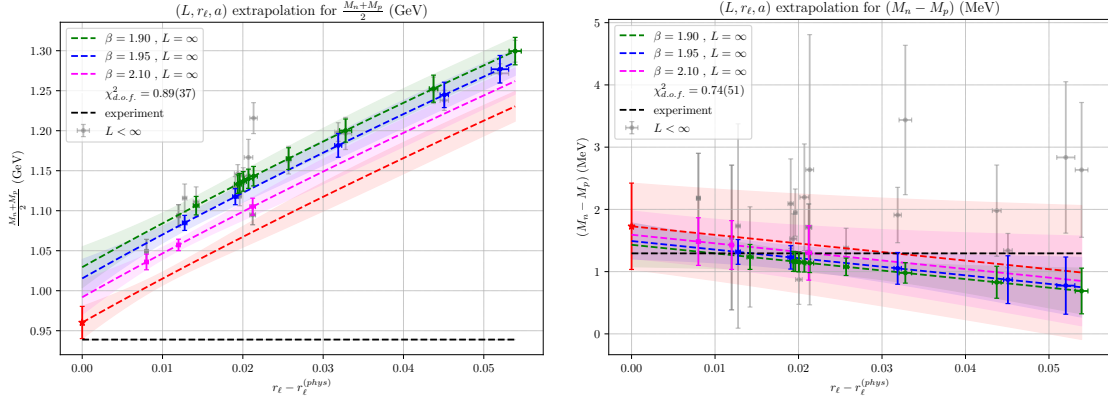 (L, r_ℓ, a) extrapolation for (M_n+M_p)/2 (GeV)
β = 1.90 , L = ∞
β = 1.95 , L = ∞
β = 2.10 , L = ∞
χ²_{d.o.f.} = 0.89(37)
experiment
L < ∞
(M_n+M_p)/2 (GeV)
1.30
1.25
1.20
1.15
1.10
1.05
1.00
0.95
0.00
0.01
0.02
0.03
0.04
0.05
r_ℓ − r_ℓ^{(phys)}
(L, r_ℓ, a) extrapolation for (M_n − M_p) (MeV)
β = 1.90 , L = ∞
β = 1.95 , L = ∞
β = 2.10 , L = ∞
χ²_{d.o.f.} = 0.74(51)
experiment
L < ∞
(M_n − M_p) (MeV)
5
4
3
2
1
0
0.00
0.01
0.02
0.03
0.04
0.05
r_ℓ − r_ℓ^{(phys)}